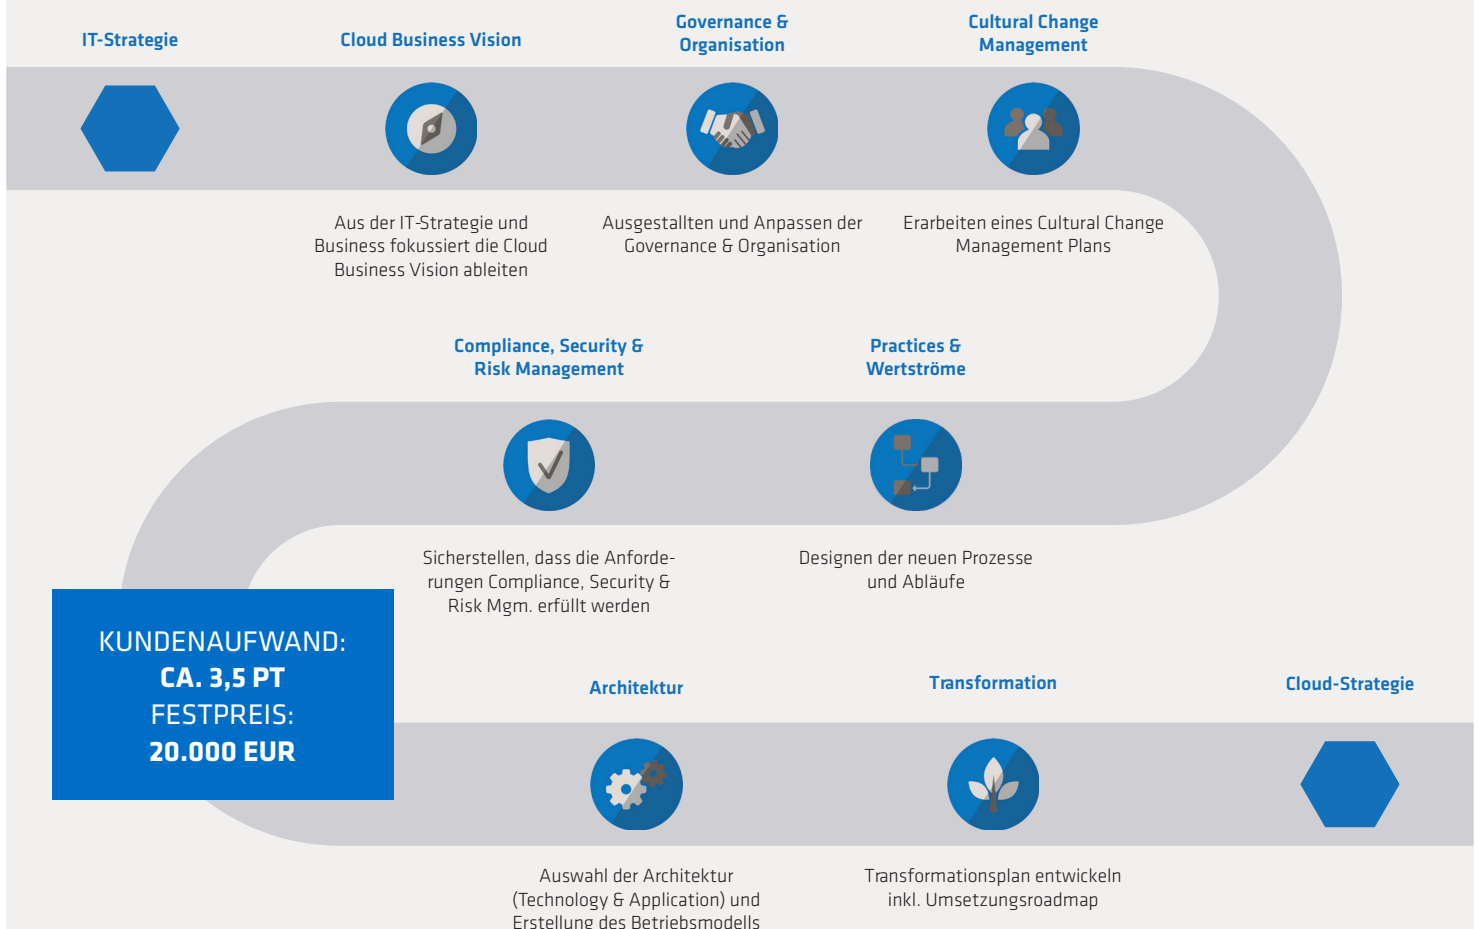 IT-Strategie
Cloud Business Vision
Governance &
Organisation
Cultural Change
Management
Aus der IT-Strategie und
Business fokussiert die Cloud
Business Vision ableiten
Ausgestallten und Anpassen der
Governance & Organisation
Erarbeiten eines Cultural Change
Management Plans
Compliance, Security &
Risk Management
Practices &
Wertströme
Sicherstellen, dass die Anforde-
rungen Compliance, Security &
Risk Mgm. erfüllt werden
Designen der neuen Prozesse
und Abläufe
KUNDENAUFWAND:
CA. 3,5 PT
FESTPREIS:
20.000 EUR
Architektur
Transformation
Cloud-Strategie
Auswahl der Architektur
(Technology & Application) und
Erstellung des Betriebsmodells
Transformationsplan entwickeln
inkl. Umsetzungsroadmap